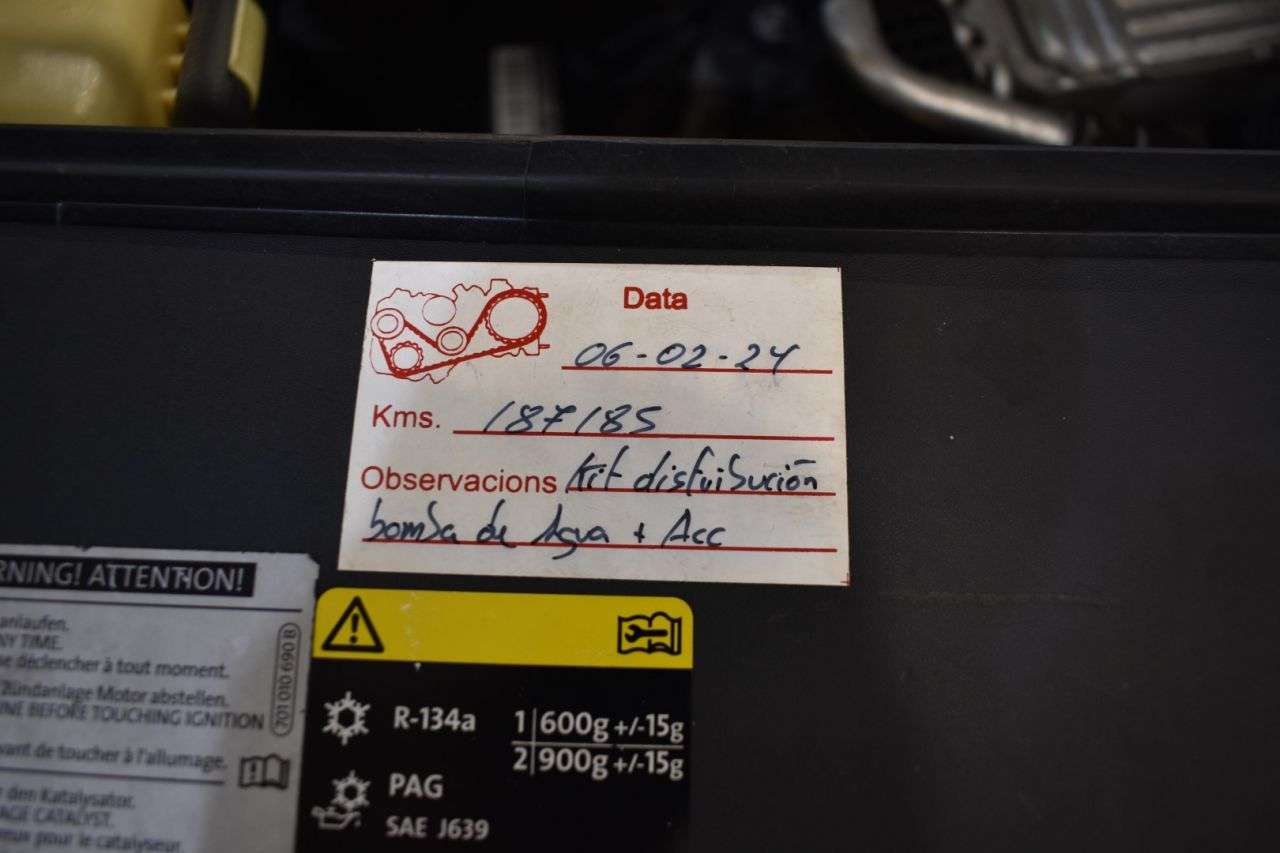 Data
06-02-24
Kms. 187185
Observacions Kit distribución
bomba de Agua + Acc
RNING! ATTENTION!
anlaufen.
NY TIME.
se déclencher à tout moment.
Zündanlage Motor abstellen.
INE BEFORE TOUCHING IGNITION
vant de toucher à l'allumage.
r den Katalysator.
AGE CATALYST.
pour le catalyseur.
701 010 690 B
R-134a
1 600g +/-15g
2 900g +/-15g
PAG
SAE J639